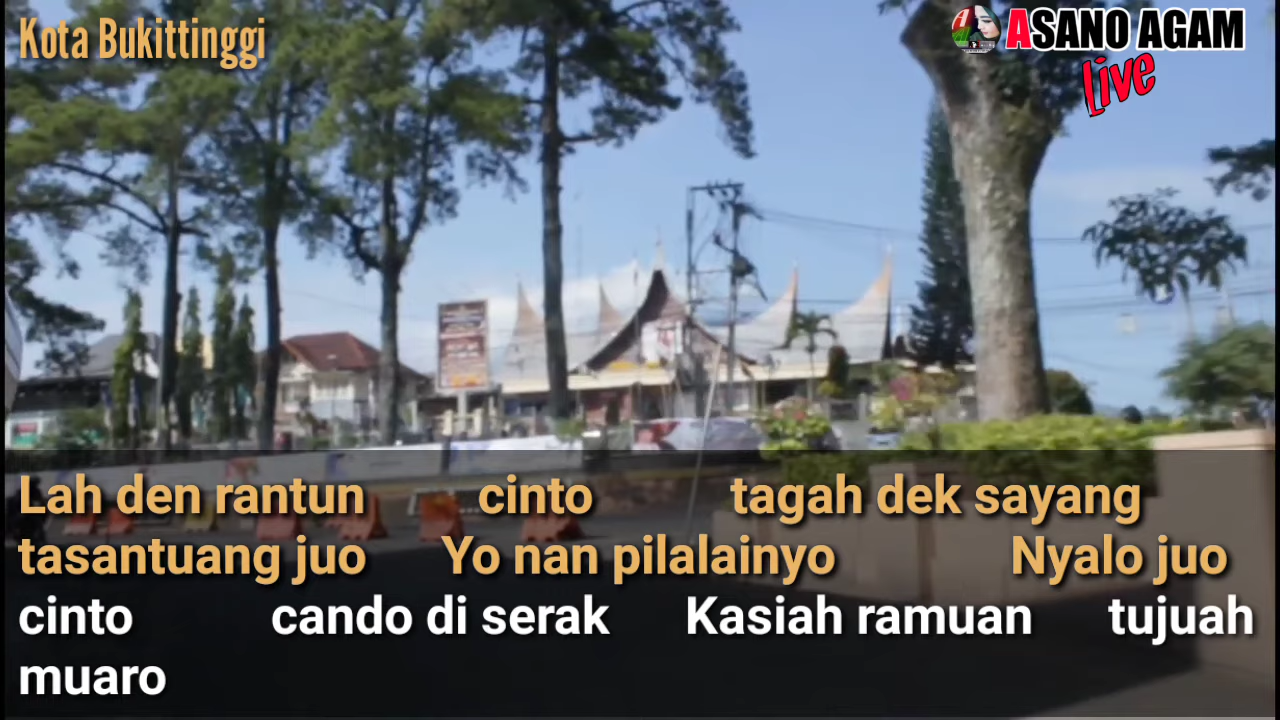 Kota Bukittinggi
ASANO AGAM
Live
Lah den rantun cinto tagah dek sayang
tasantuang juo Yo nan pilalainyo Nyalo juo
cinto cando di serak Kasiah ramuan tujuah
muaro